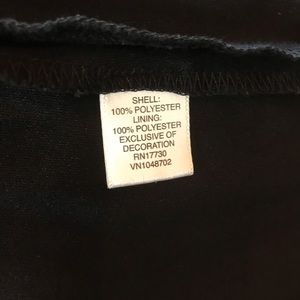 SHELL:
100% POLYESTER
LINING:
100% POLYESTER
EXCLUSIVE OF
DECORATION
RN17730
VN1048702